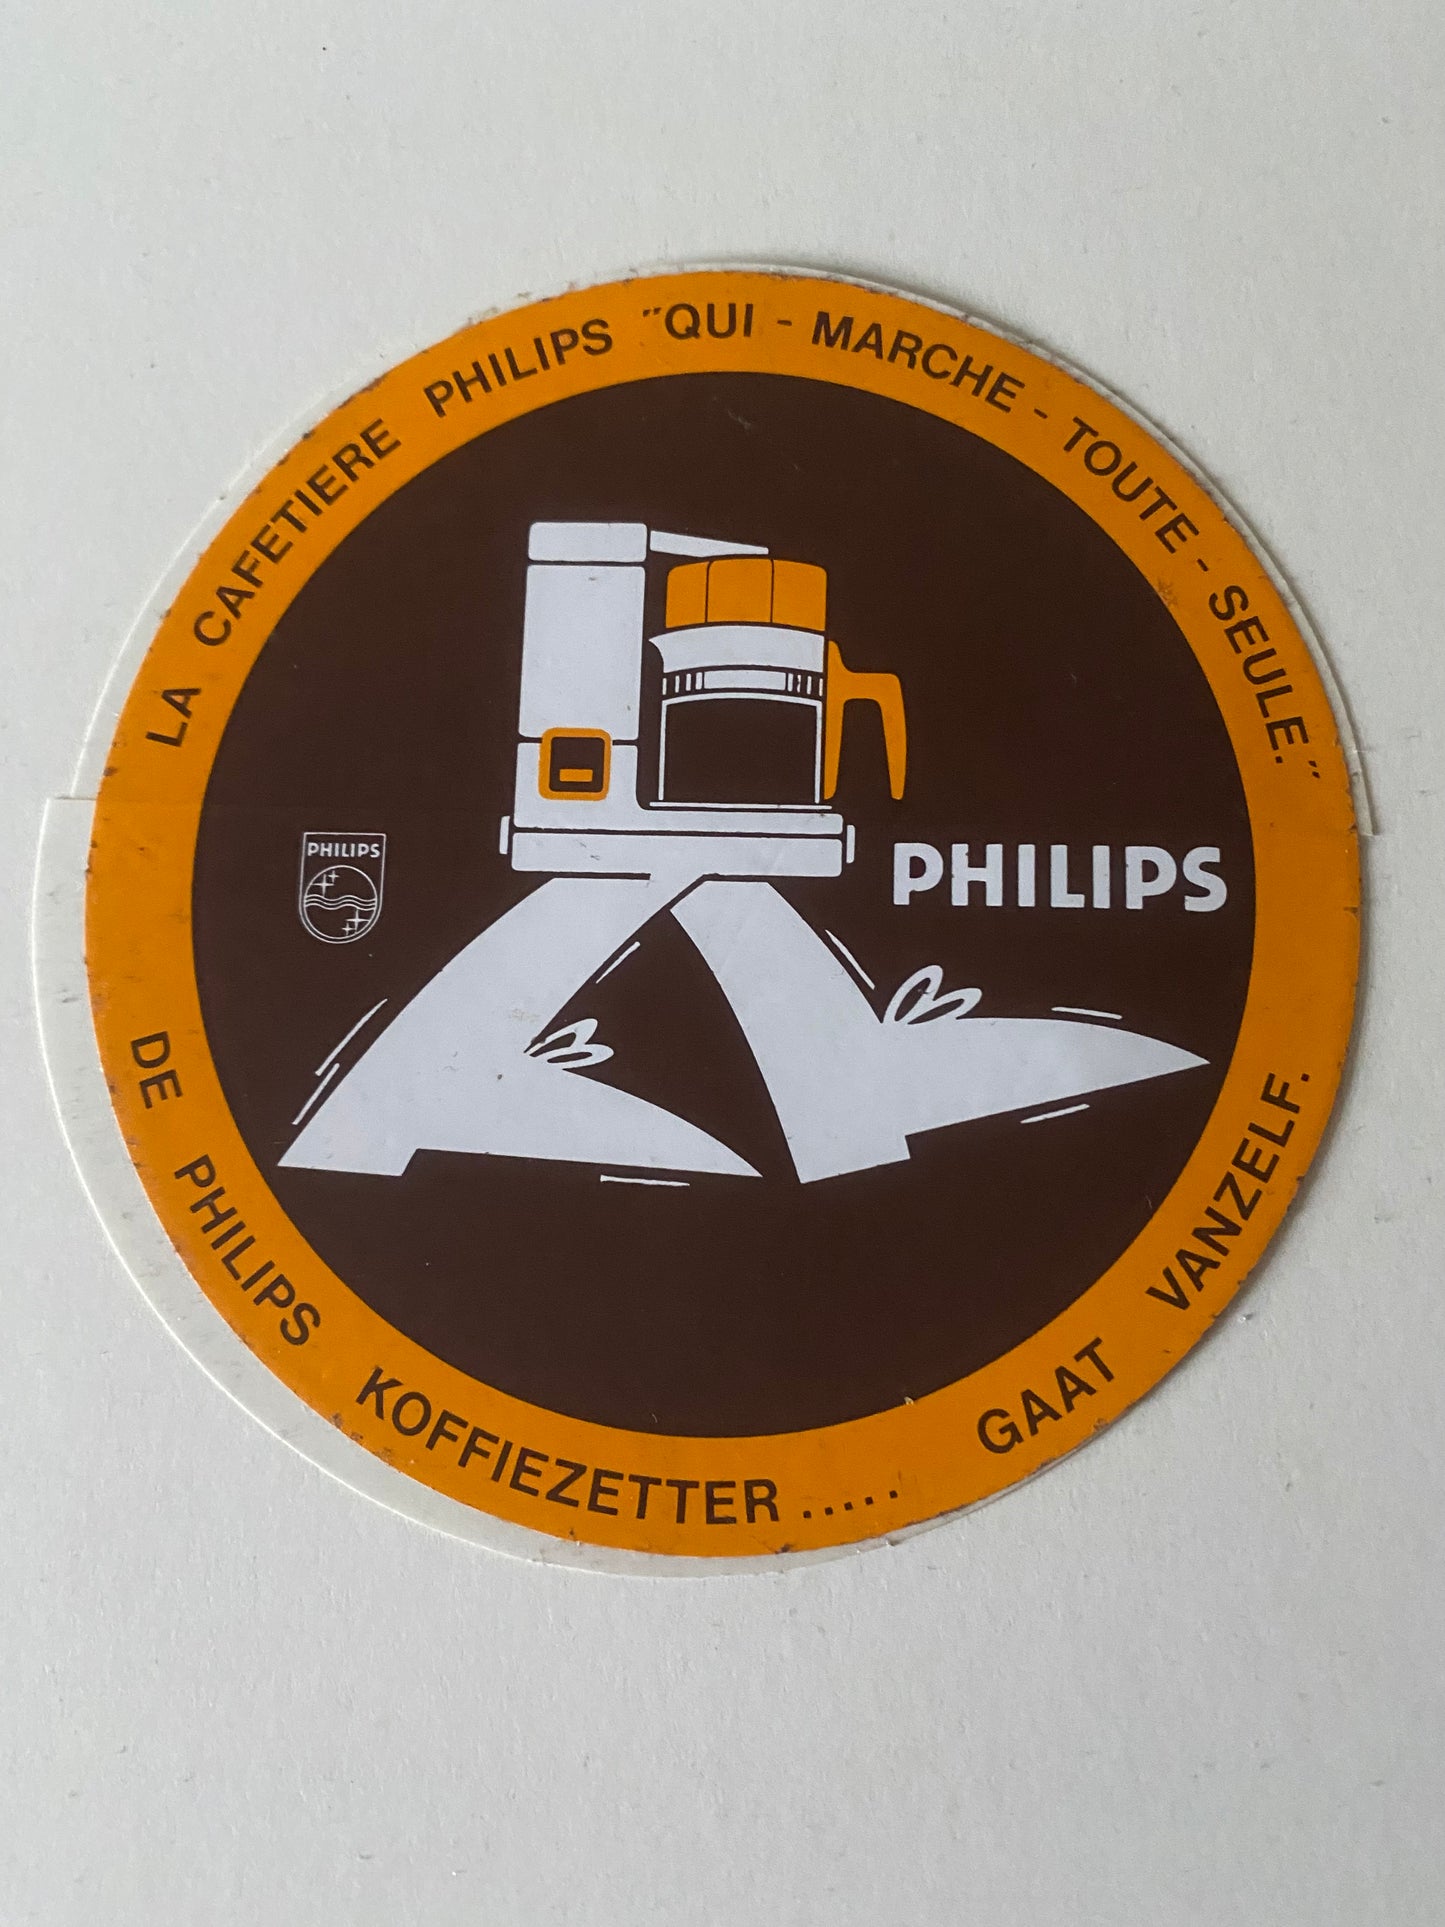 LA CAFETIERE PHILIPS "QUI - MARCHE - TOUTE - SEULE."
PHILIPS
PHILIPS
DE PHILIPS KOFFIEZETTER ..... GAAT VANZELF.